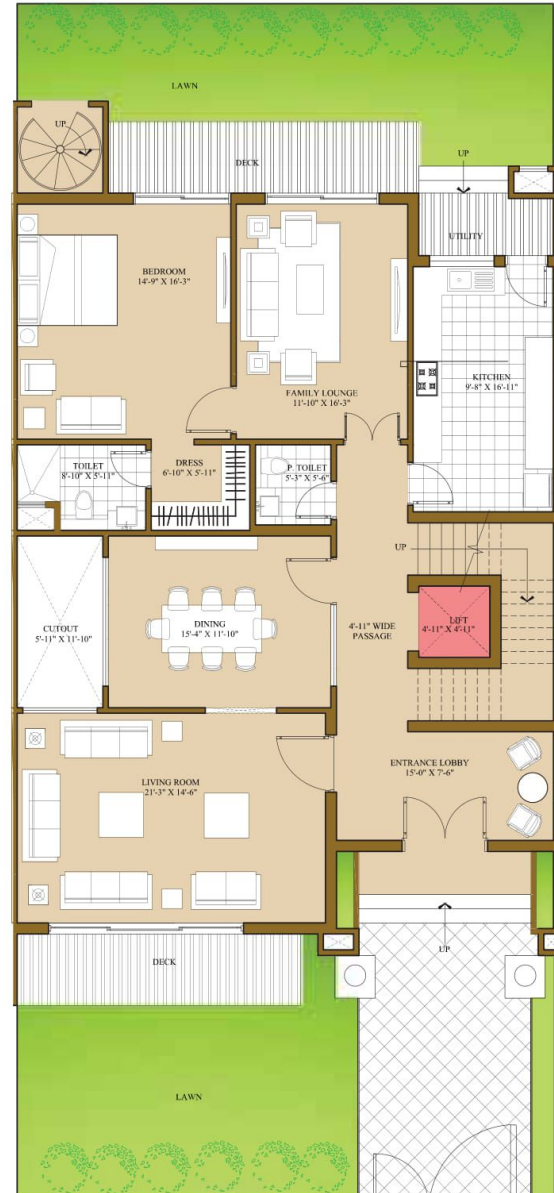 LAWN
UP
DECK
UP
UTILITY
BEDROOM
14'-9" X 16'-3"
FAMILY LOUNGE
11'-10" X 16'-3"
KITCHEN
9'-8" X 16'-11"
TOILET
8'-10" X 5'-11"
DRESS
6'-10" X 5'-11"
P. TOILET
5'-3" X 5'-6"
UP
CUTOUT
5'-11" X 11'-10"
DINING
15'-4" X 11'-10"
4'-11" WIDE
PASSAGE
LIFT
4'-11" X 4'-11"
LIVING ROOM
21'-3" X 14'-6"
ENTRANCE LOBBY
15'-0" X 7'-6"
UP
DECK
LAWN